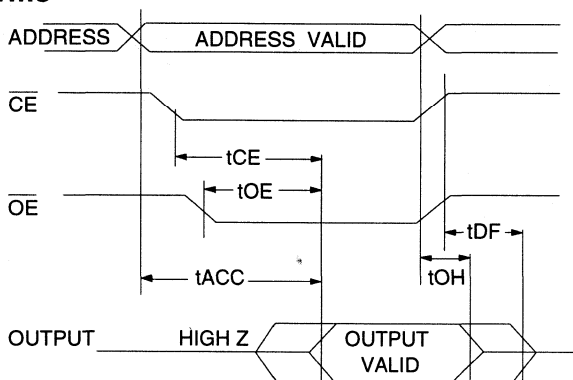 ADDRESS ADDRESS VALID
CE
tCE
tOE
OE
tDF
tACC
tOH
OUTPUT HIGH Z OUTPUT
VALID